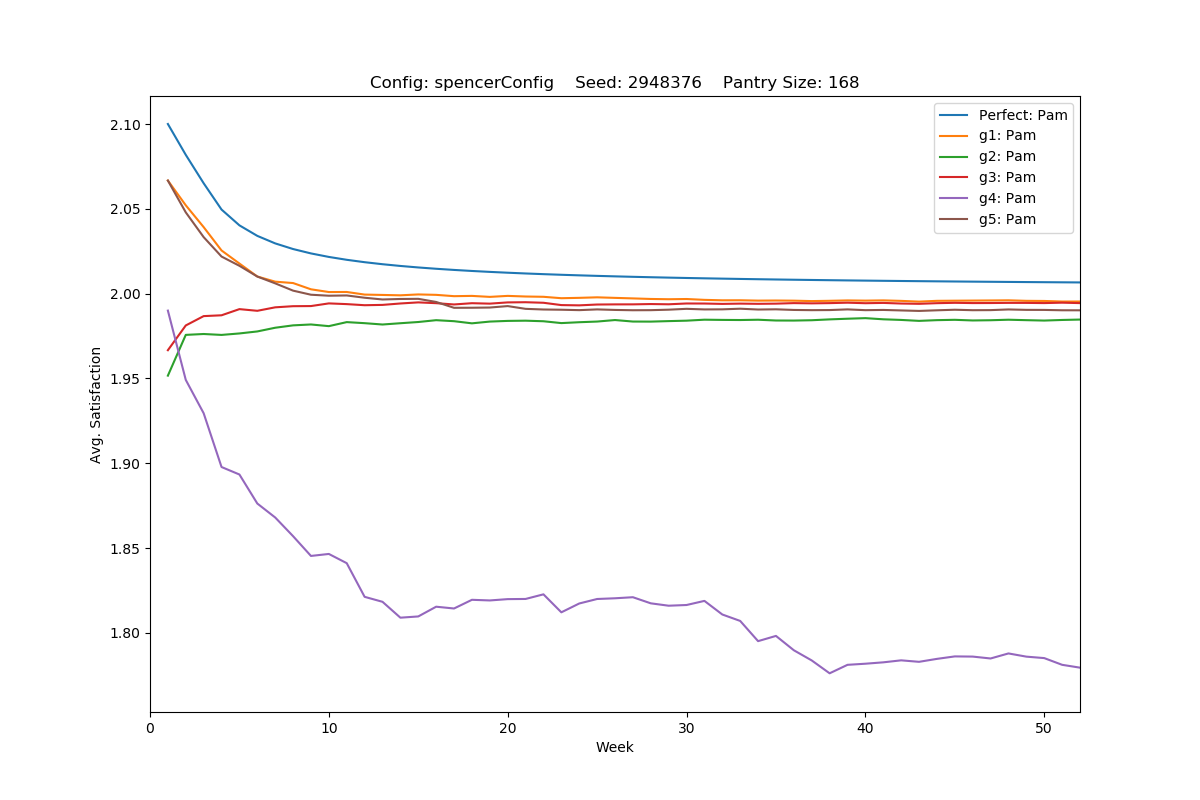 Config: spencerConfig    Seed: 2948376    Pantry Size: 168
2.10
2.05
2.00
1.95
1.90
1.85
1.80
Avg. Satisfaction
Perfect: Pam
g1: Pam
g2: Pam
g3: Pam
g4: Pam
g5: Pam
0 10 20 30 40 50
Week